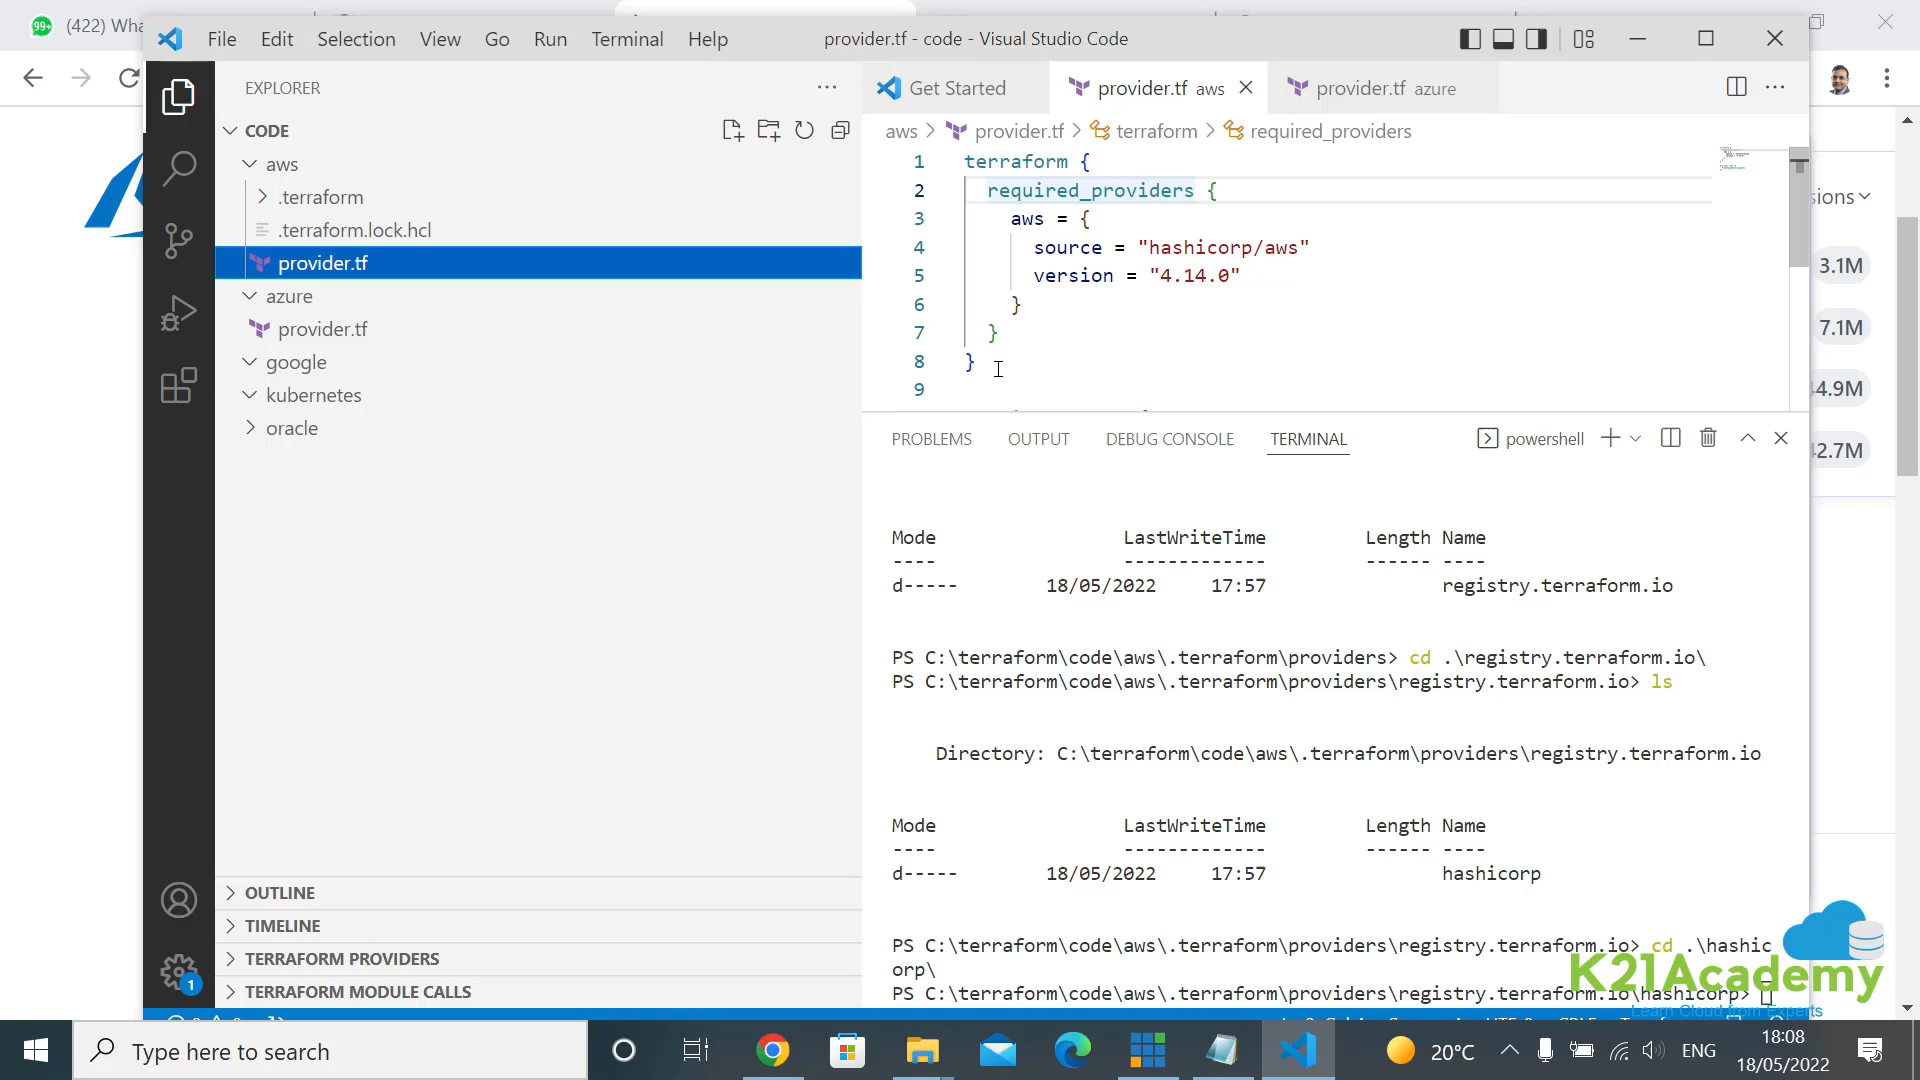 99+ (422) Wha
File Edit Selection View Go Run Terminal Help
provider.tf - code - Visual Studio Code
EXPLORER
CODE
aws
.terraform
.terraform.lock.hcl
provider.tf
azure
provider.tf
google
kubernetes
oracle
OUTLINE
TIMELINE
TERRAFORM PROVIDERS
TERRAFORM MODULE CALLS
1
Get Started
provider.tf aws
provider.tf azure
aws > provider.tf > terraform > required_providers
1 terraform {
2 required_providers {
3 aws = {
4 source = "hashicorp/aws"
5 version = "4.14.0"
6 }
7 }
8 }
9
PROBLEMS OUTPUT DEBUG CONSOLE TERMINAL
powershell
Mode LastWriteTime Length Name
---- ------------- ------ ----
d----- 18/05/2022 17:57 registry.terraform.io
PS C:\terraform\code\aws\.terraform\providers> cd .\registry.terraform.io\
PS C:\terraform\code\aws\.terraform\providers\registry.terraform.io> ls
Directory: C:\terraform\code\aws\.terraform\providers\registry.terraform.io
Mode LastWriteTime Length Name
---- ------------- ------ ----
d----- 18/05/2022 17:57 hashicorp
PS C:\terraform\code\aws\.terraform\providers\registry.terraform.io> cd .\hashic
orp\
PS C:\terraform\code\aws\.terraform\providers\registry.terraform.io\hashicorp>
sions
3.1M
7.1M
44.9M
2.7M
K21Academy
Learn Cloud from Experts
Type here to search
20°C
ENG
18:08
18/05/2022